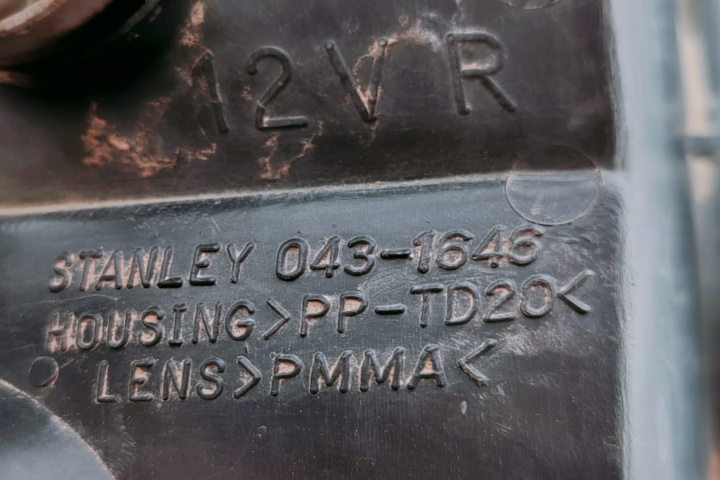 12V R
STANLEY 043-1646
HOUSING>PP-TD20<
LENS>PMMA<